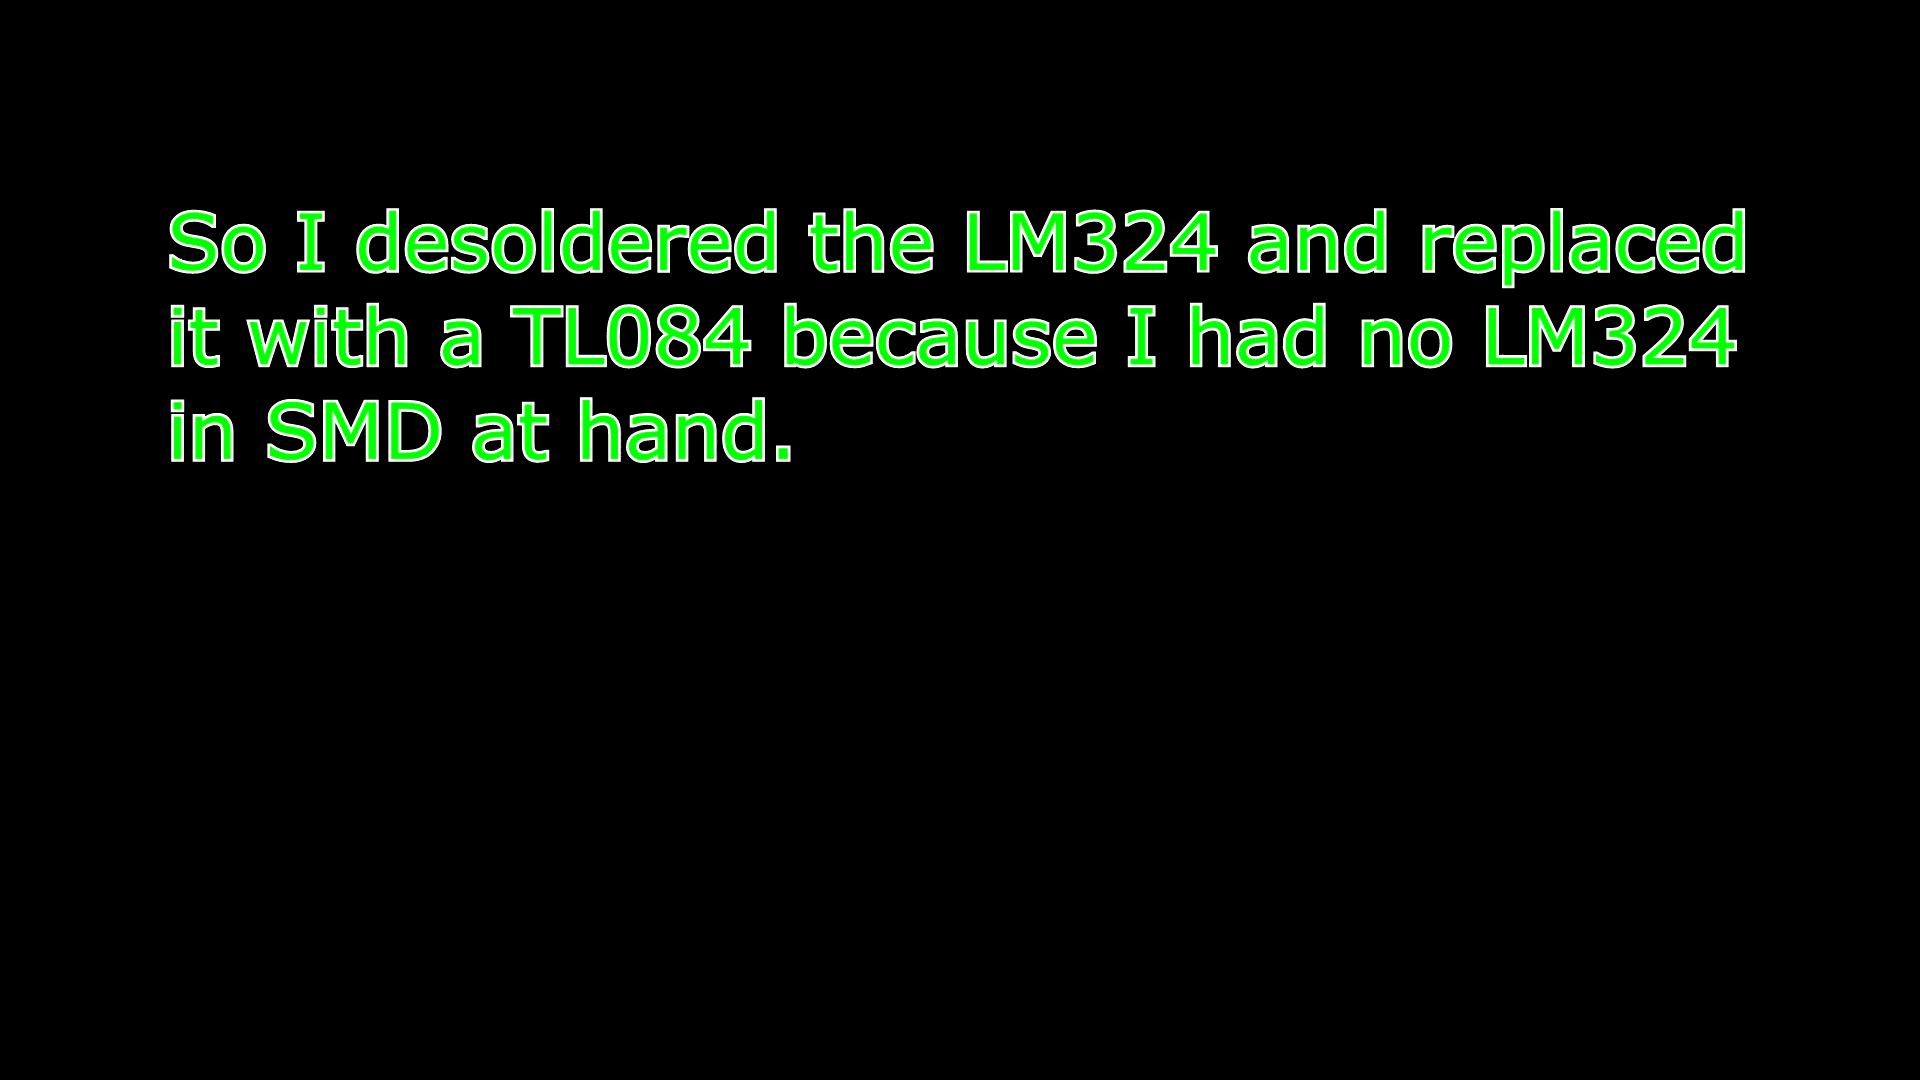 So I desoldered the LM324 and replaced
it with a TL084 because I had no LM324
in SMD at hand.